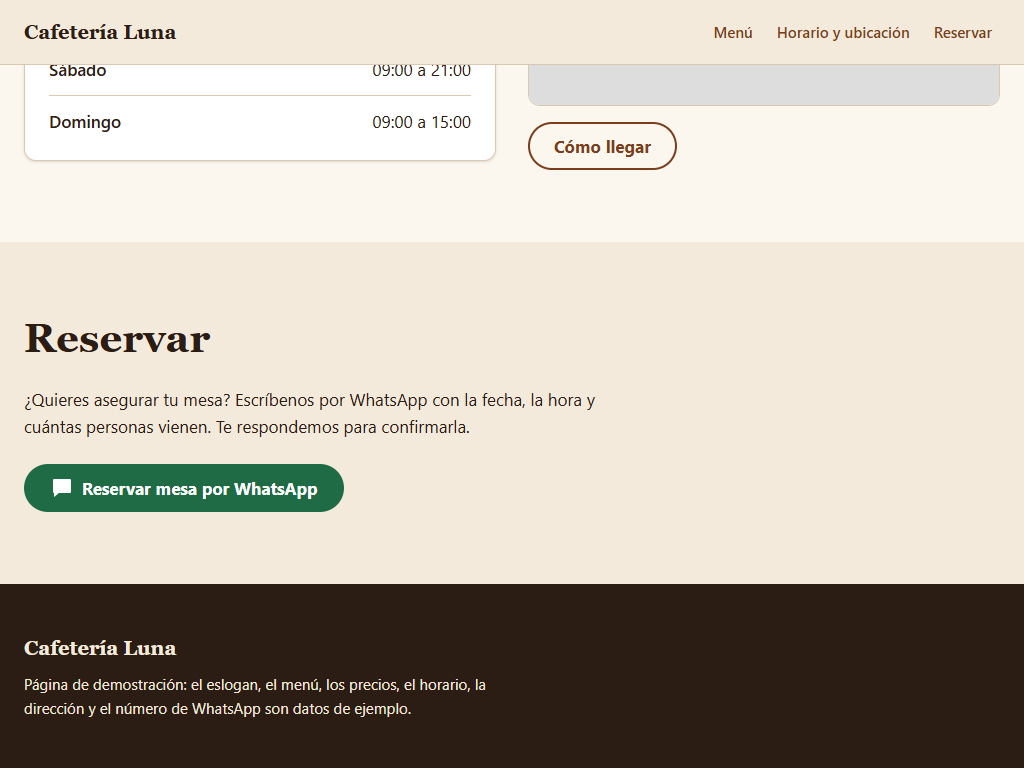 Cafetería Luna
Menú
Horario y ubicación
Reservar
Sábado 09:00 a 21:00
Domingo 09:00 a 15:00
Cómo llegar
Reservar
¿Quieres asegurar tu mesa? Escríbenos por WhatsApp con la fecha, la hora y
cuántas personas vienen. Te respondemos para confirmarla.
Reservar mesa por WhatsApp
Cafetería Luna
Página de demostración: el eslogan, el menú, los precios, el horario, la
dirección y el número de WhatsApp son datos de ejemplo.